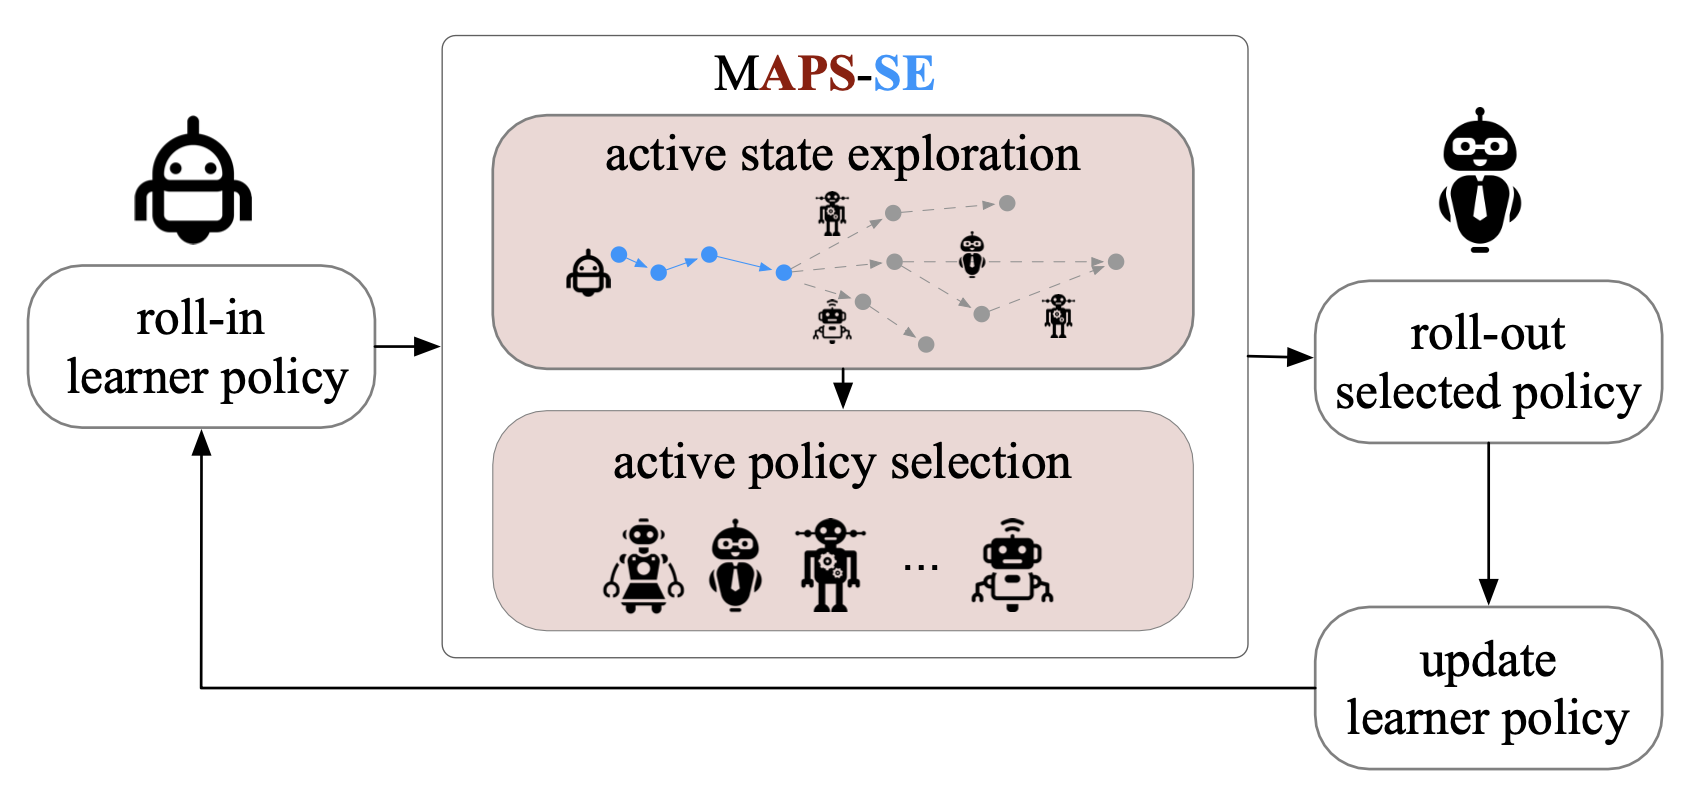 MAPS-SE
active state exploration
roll-in
learner policy
active policy selection
...
roll-out
selected policy
update
learner policy